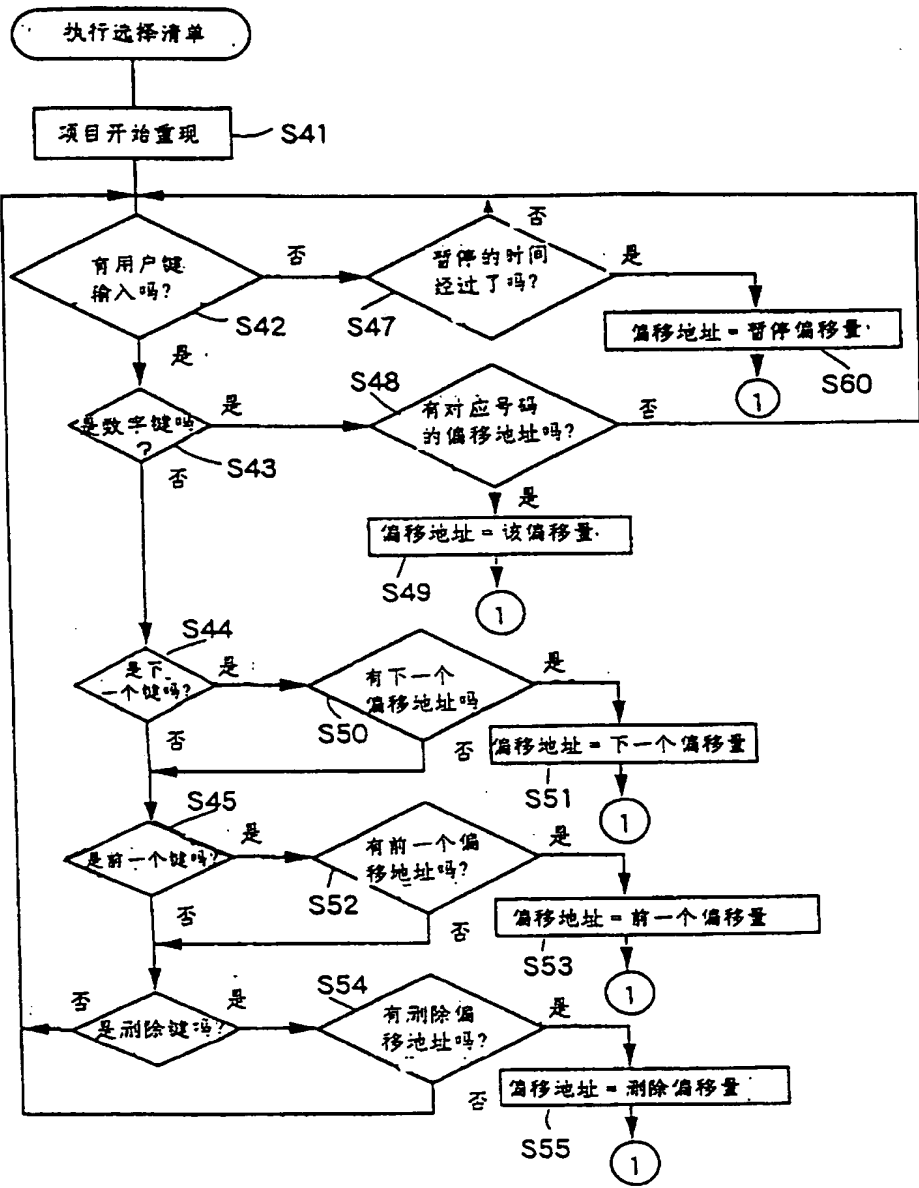 执行选择清单
项目开始重现
S41
有用户键
输入吗?
S42
否
是
暂停的时间
经过了吗?
S47
否
是
偏移地址=暂停偏移量
S60
1
是数字键吗
?
S43
是
否
S48
有对应号码
的偏移地址吗?
否
是
偏移地址=该偏移量
S49
1
S44
是下
一个键吗?
是
否
有下一个
偏移地址吗
S50
是
否
偏移地址=下一个偏移量
S51
1
S45
是前一个键吗?
是
否
有前一个偏
移地址吗?
S52
是
否
偏移地址=前一个偏移量
S53
1
否
是删除键吗?
是
S54
有删除偏
移地址吗?
是
否
偏移地址=删除偏移量
S55
1